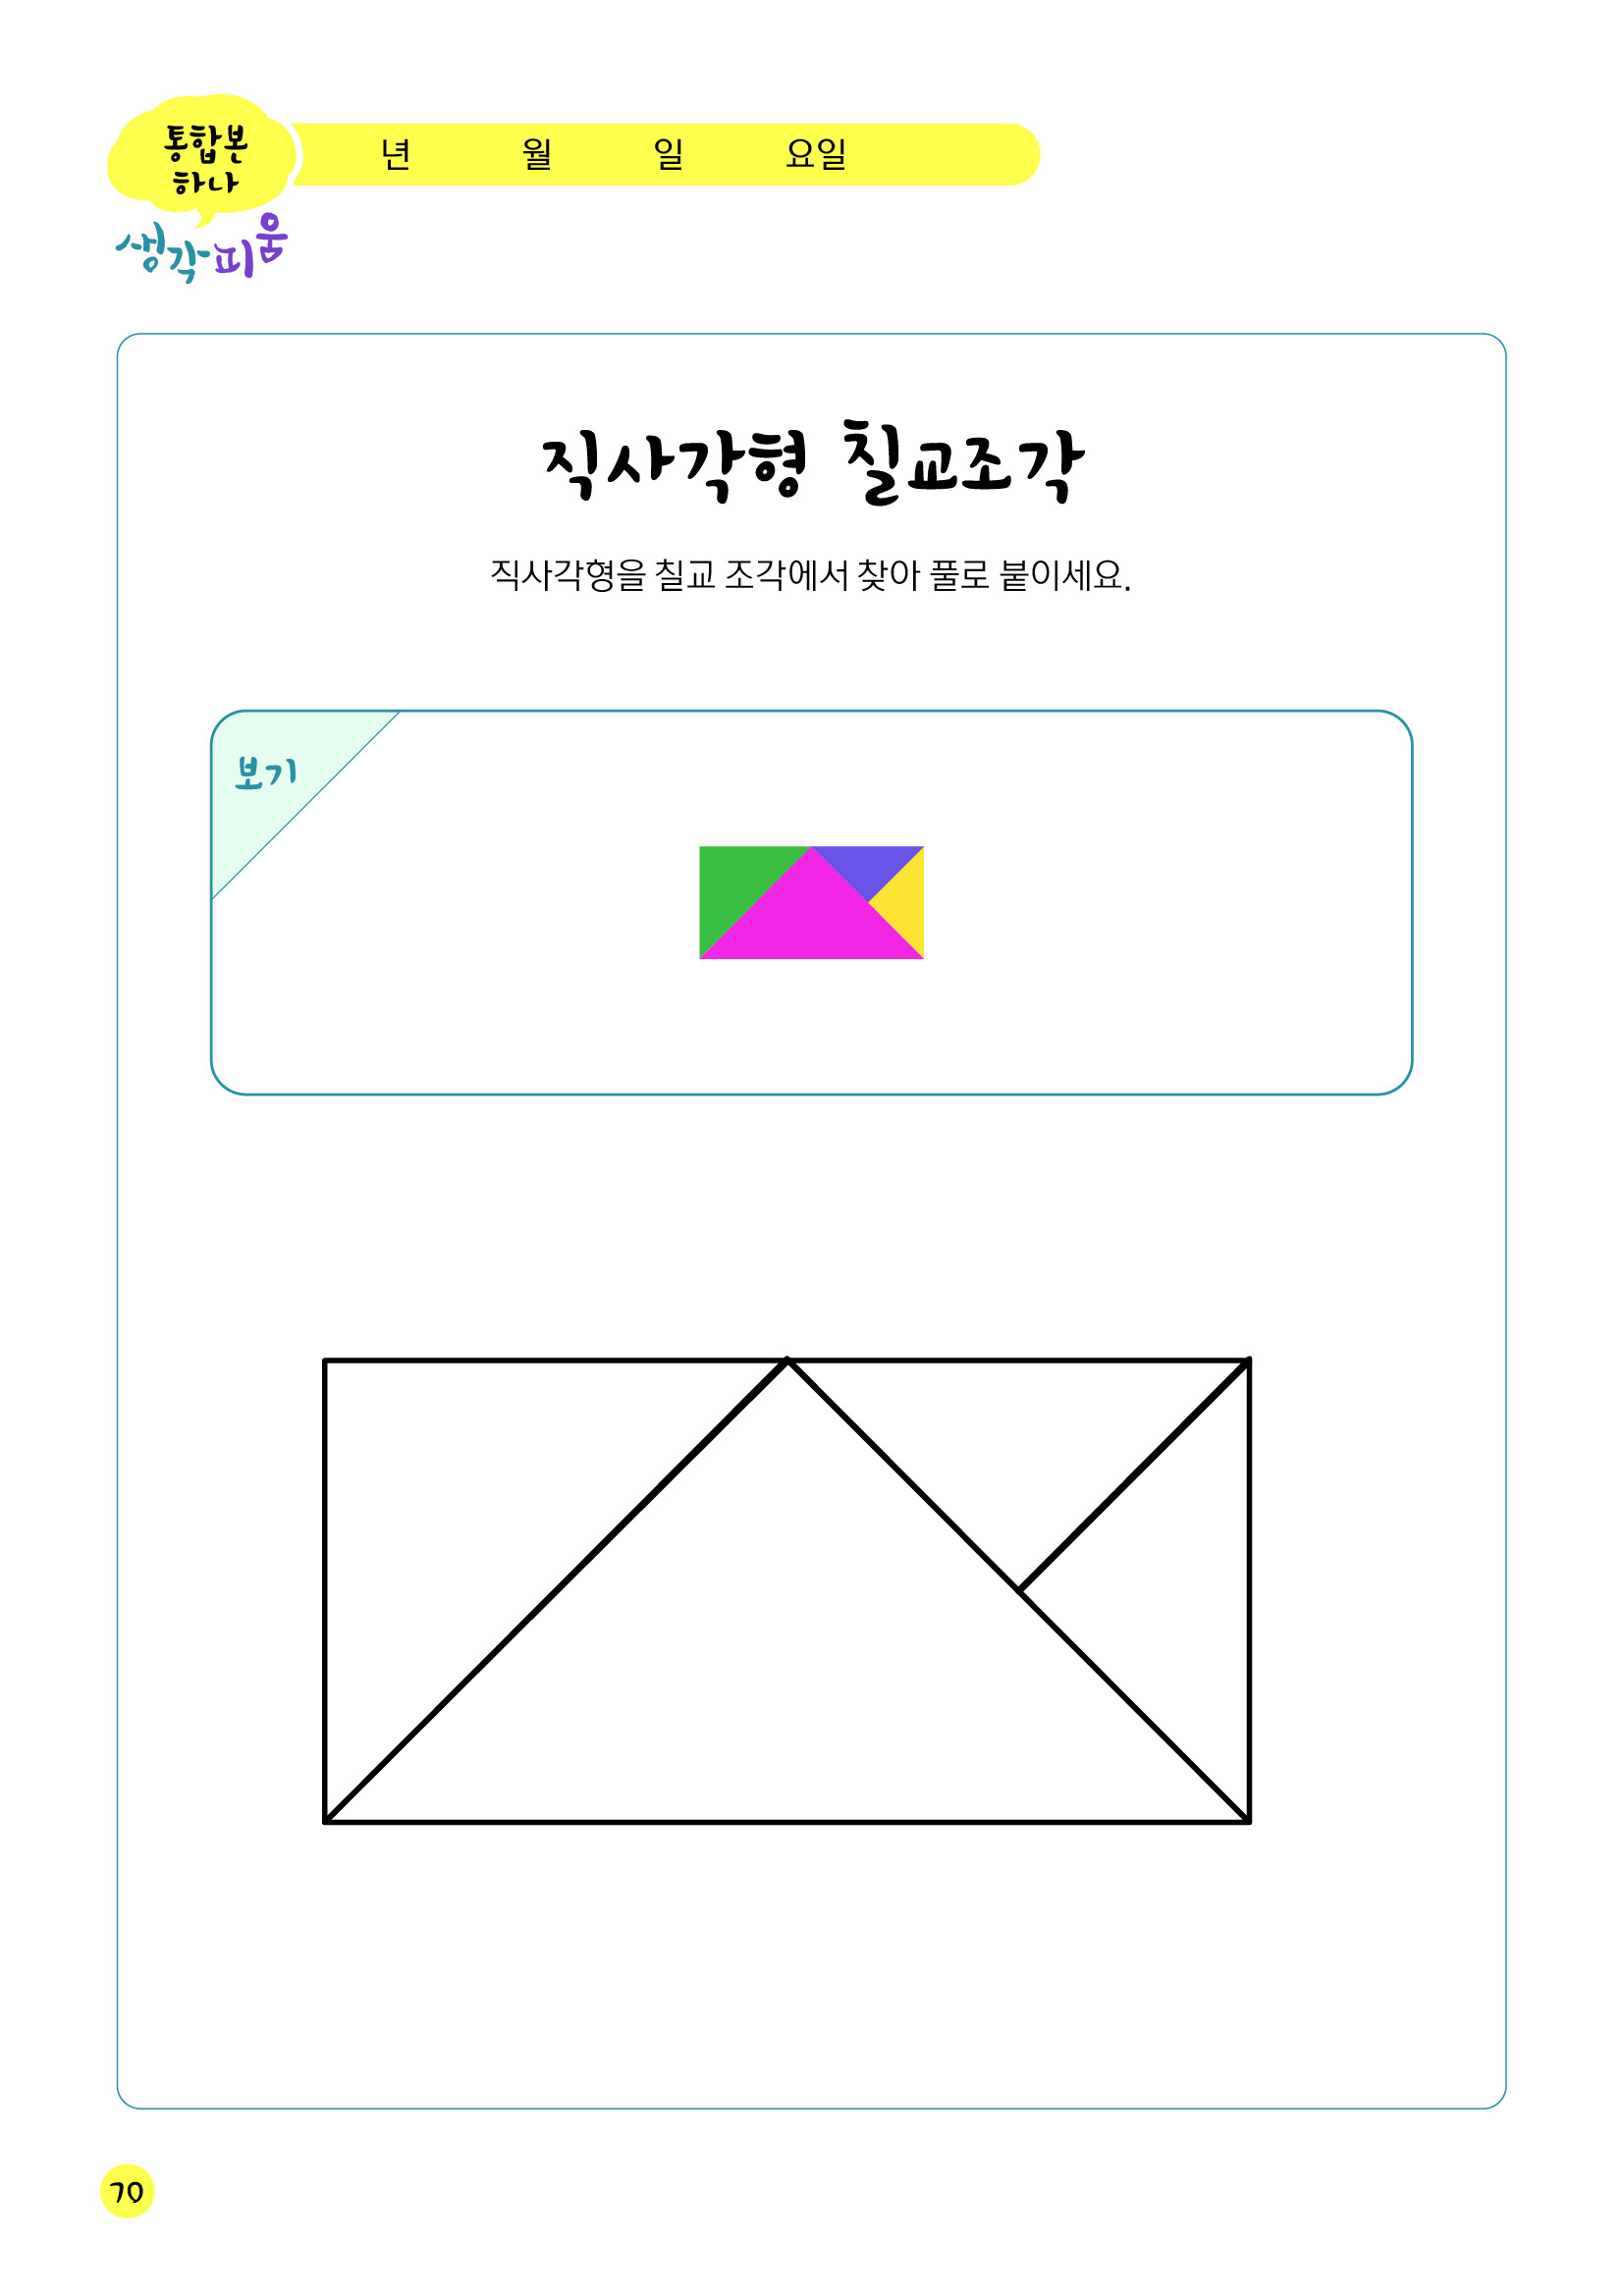 통합본
하나
년 월 일 요일
생각피움
직사각형 칠교조각
직사각형을 칠교 조각에서 찾아 풀로 붙이세요.
보기
70